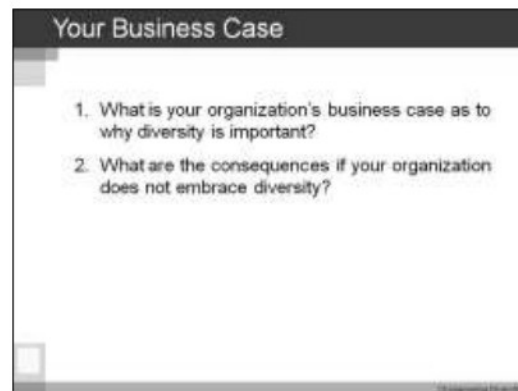 Your Business Case
1. What is your organization's business case as to
why diversity is important?
2. What are the consequences if your organization
does not embrace diversity?